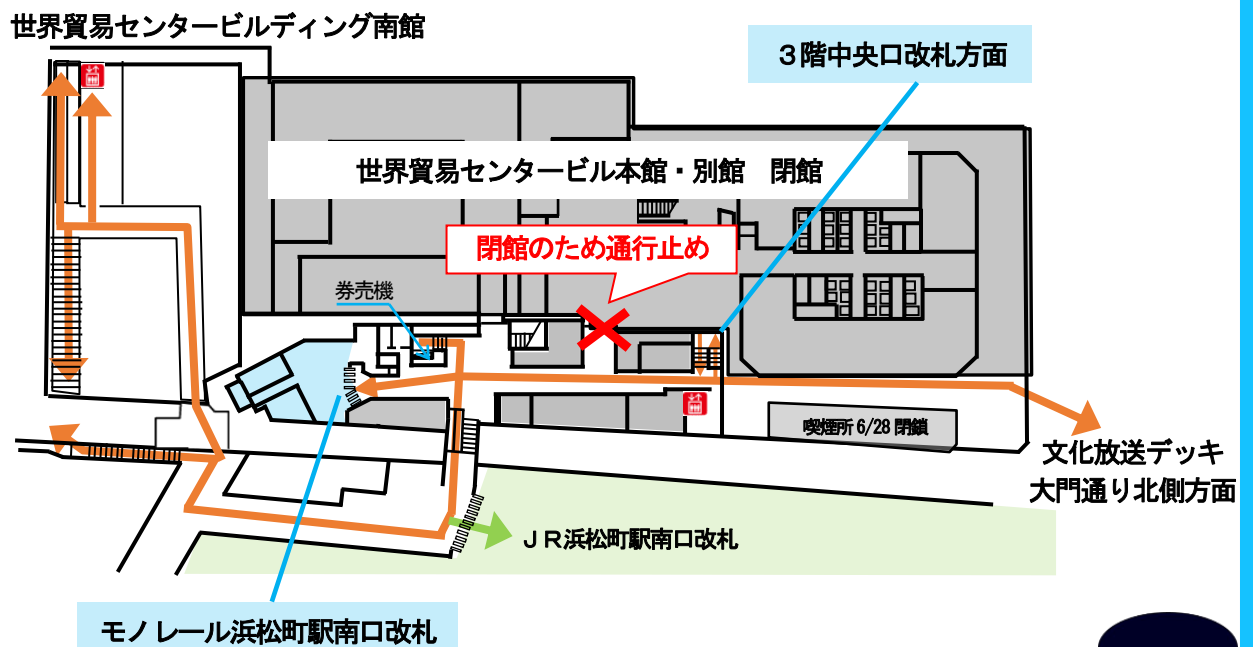 世界貿易センタービルディング南館
３階中央口改札方面
世界貿易センタービル本館・別館　閉館
閉館のため通行止め
券売機
喫煙所 6/28 閉鎖
文化放送デッキ
大門通り北側方面
ＪＲ浜松町駅南口改札
モノレール浜松町駅南口改札